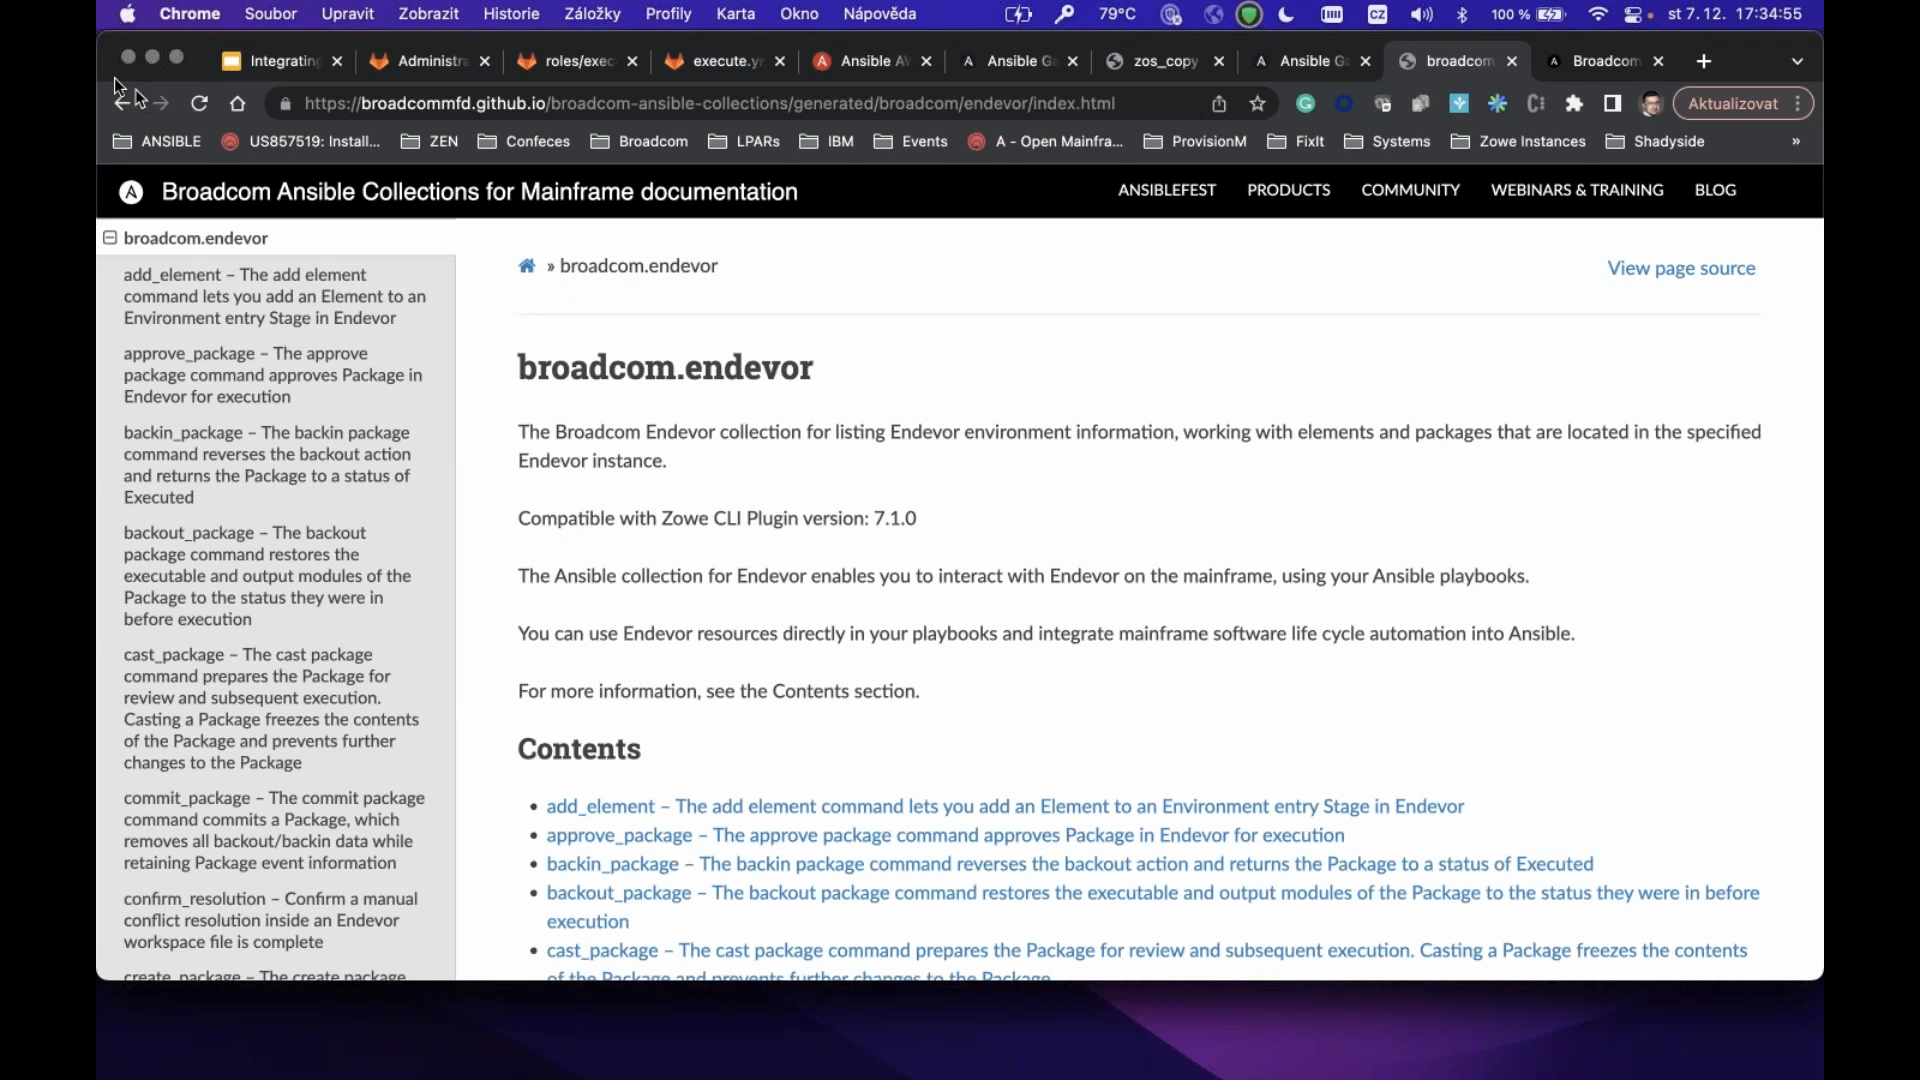 Chrome Soubor Upravit Zobrazit Historie Záložky Profily Karta Okno Nápověda 79°C CZ 100 % st 7. 12. 17:34:55
Integrating Administra roles/exec execute.y Ansible A Ansible G zos_copy Ansible G broadcom Broadcom
https://broadcommfd.github.io/broadcom-ansible-collections/generated/broadcom/endevor/index.html Aktualizovat
ANSIBLE US857519: Install... ZEN Confeces Broadcom LPARs IBM Events A - Open Mainfra... ProvisionM FixIt Systems Zowe Instances Shadyside »
Broadcom Ansible Collections for Mainframe documentation ANSIBLEFEST PRODUCTS COMMUNITY WEBINARS & TRAINING BLOG
broadcom.endevor
add_element – The add element
command lets you add an Element to an
Environment entry Stage in Endevor
approve_package – The approve
package command approves Package in
Endevor for execution
backin_package – The backin package
command reverses the backout action
and returns the Package to a status of
Executed
backout_package – The backout
package command restores the
executable and output modules of the
Package to the status they were in
before execution
cast_package – The cast package
command prepares the Package for
review and subsequent execution.
Casting a Package freezes the contents
of the Package and prevents further
changes to the Package
commit_package – The commit package
command commits a Package, which
removes all backout/backin data while
retaining Package event information
confirm_resolution – Confirm a manual
conflict resolution inside an Endevor
workspace file is complete
create_package – The create package
» broadcom.endevor
View page source
broadcom.endevor
The Broadcom Endevor collection for listing Endevor environment information, working with elements and packages that are located in the specified
Endevor instance.
Compatible with Zowe CLI Plugin version: 7.1.0
The Ansible collection for Endevor enables you to interact with Endevor on the mainframe, using your Ansible playbooks.
You can use Endevor resources directly in your playbooks and integrate mainframe software life cycle automation into Ansible.
For more information, see the Contents section.
Contents
• add_element – The add element command lets you add an Element to an Environment entry Stage in Endevor
• approve_package – The approve package command approves Package in Endevor for execution
• backin_package – The backin package command reverses the backout action and returns the Package to a status of Executed
• backout_package – The backout package command restores the executable and output modules of the Package to the status they were in before
execution
• cast_package – The cast package command prepares the Package for review and subsequent execution. Casting a Package freezes the contents
of the Package and prevents further changes to the Package